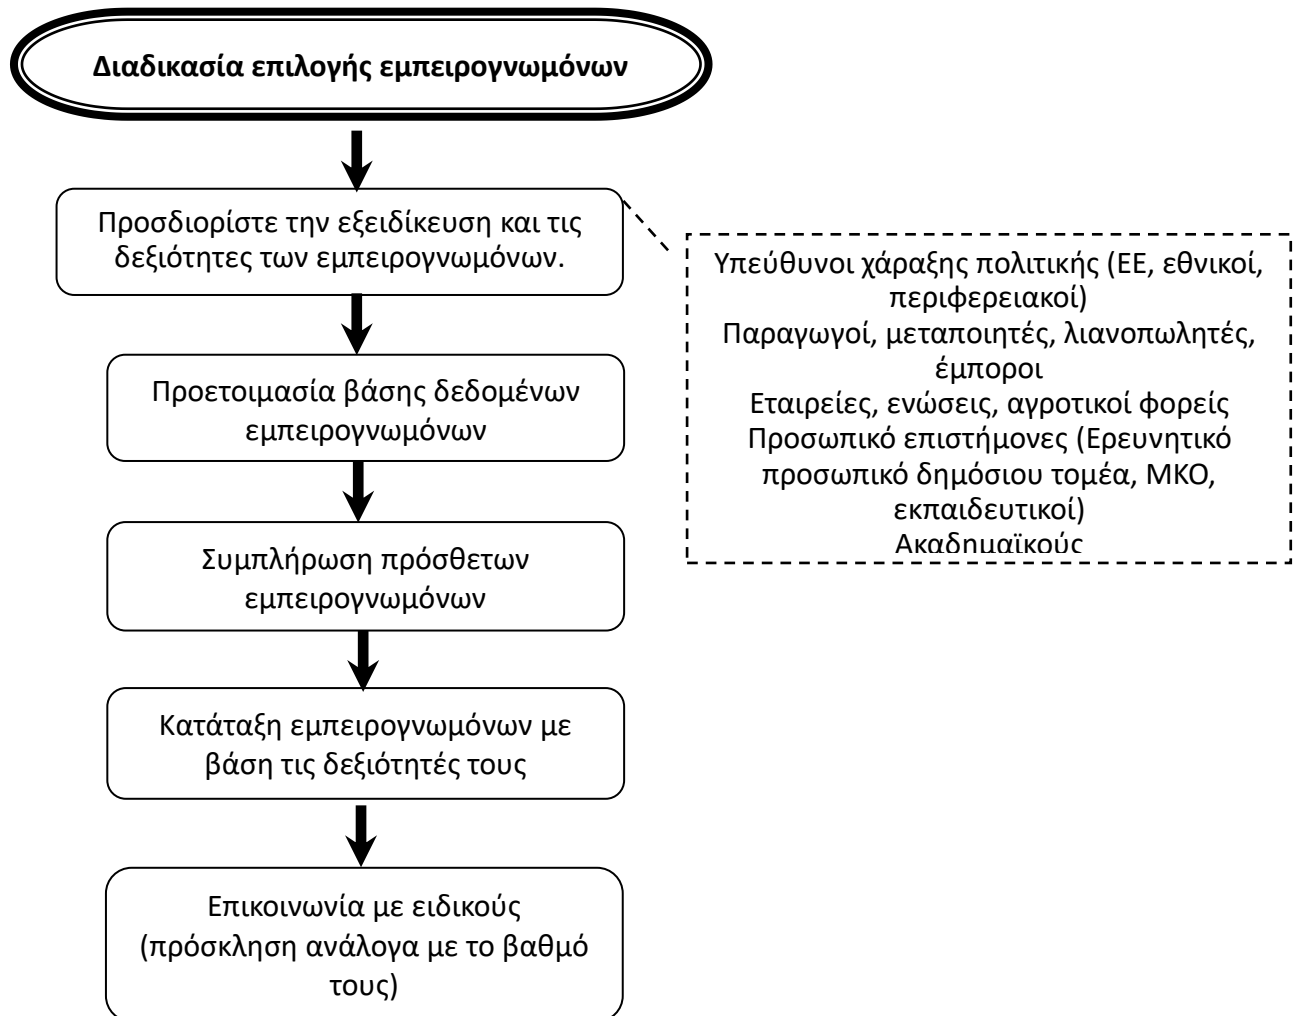 Διαδικασία επιλογής εμπειρογνωμόνων
Προσδιορίστε την εξειδίκευση και τις
δεξιότητες των εμπειρογνωμόνων.
Υπεύθυνοι χάραξης πολιτικής (ΕΕ, εθνικοί,
περιφερειακοί)
Παραγωγοί, μεταποιητές, λιανοπωλητές,
έμποροι
Εταιρείες, ενώσεις, αγροτικοί φορείς
Προσωπικό επιστήμονες (Ερευνητικό
προσωπικό δημόσιου τομέα, ΜΚΟ,
εκπαιδευτικοί)
Ακαδημαϊκούς
Προετοιμασία βάσης δεδομένων
εμπειρογνωμόνων
Συμπλήρωση πρόσθετων
εμπειρογνωμόνων
Κατάταξη εμπειρογνωμόνων με
βάση τις δεξιότητές τους
Επικοινωνία με ειδικούς
(πρόσκληση ανάλογα με το βαθμό
τους)